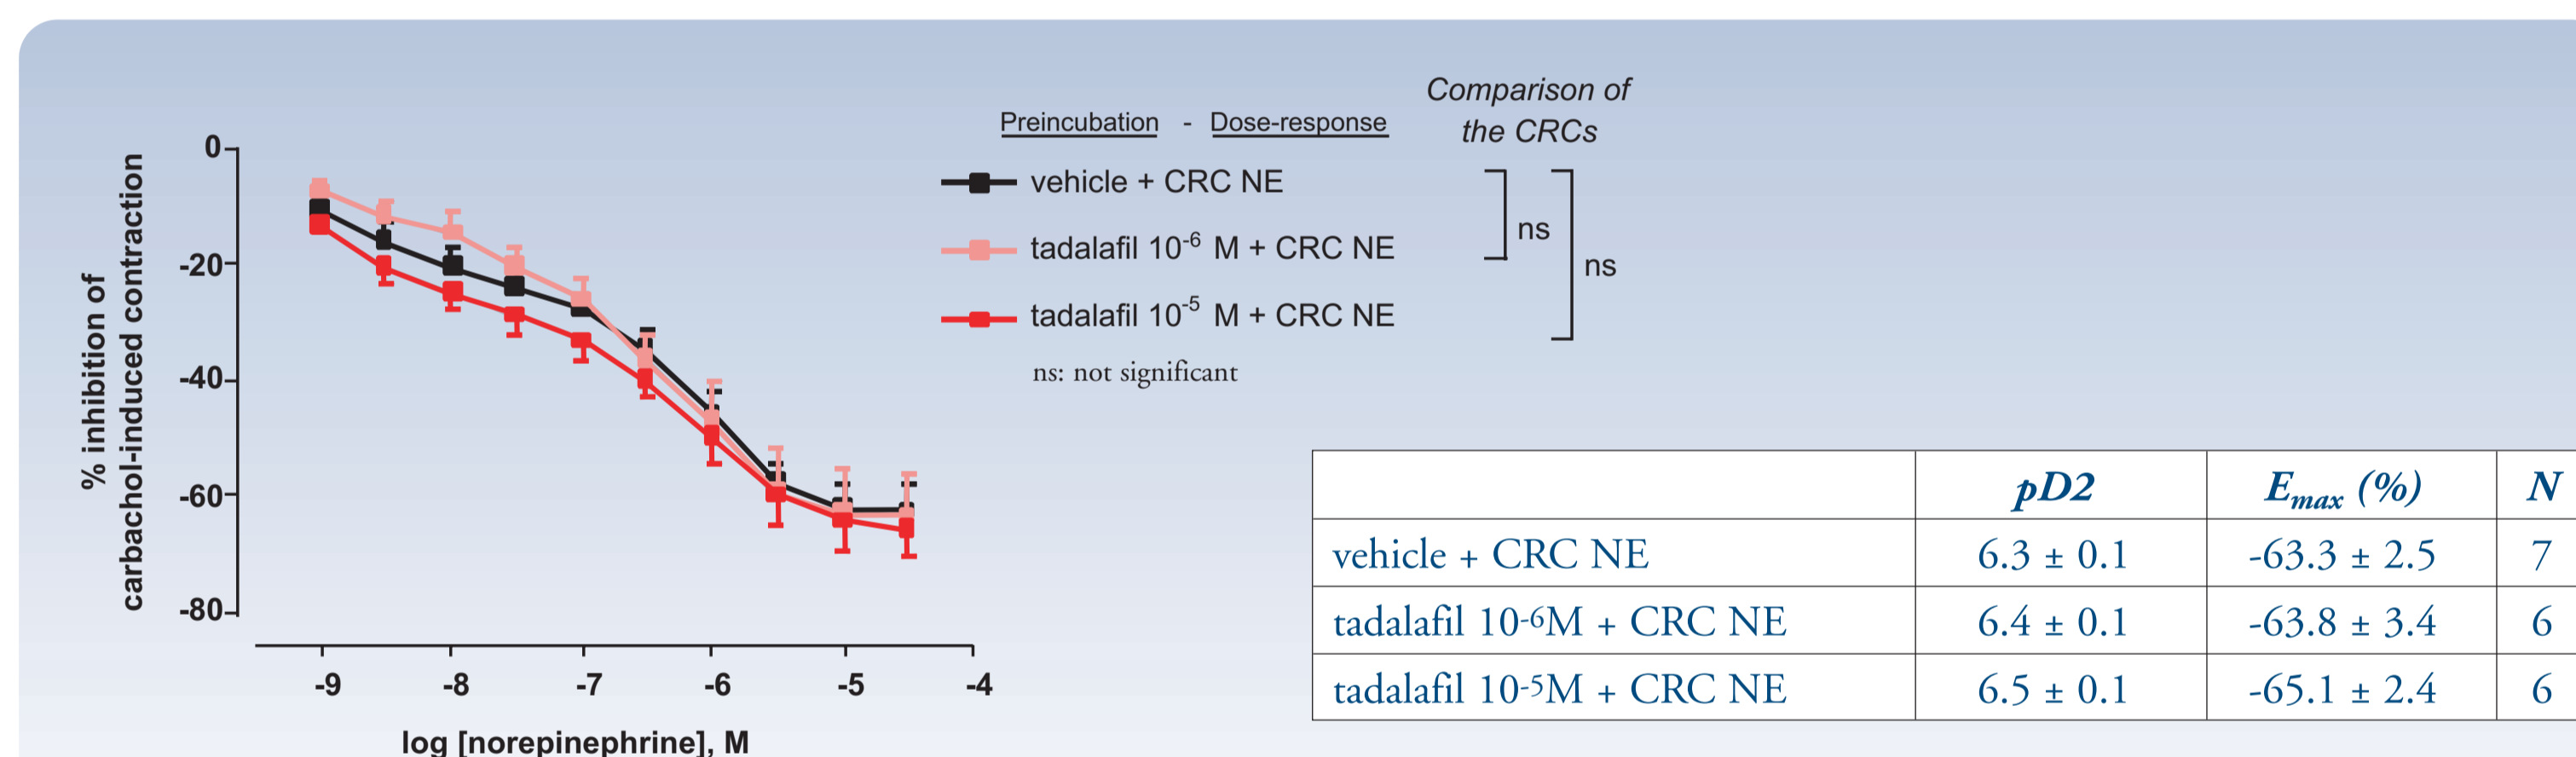 Comparison of
the CRCs
Preincubation - Dose-response
vehicle + CRC NE
tadalafil 10-6 M + CRC NE
tadalafil 10-5 M + CRC NE
ns
ns
ns: not significant
% inhibition of
carbachol-induced contraction
0
-20
-40
-60
-80
-9 -8 -7 -6 -5 -4
log [norepinephrine], M
pD2 Emax (%) N
vehicle + CRC NE 6.3 ± 0.1 -63.3 ± 2.5 7
tadalafil 10-6M + CRC NE 6.4 ± 0.1 -63.8 ± 3.4 6
tadalafil 10-5M + CRC NE 6.5 ± 0.1 -65.1 ± 2.4 6